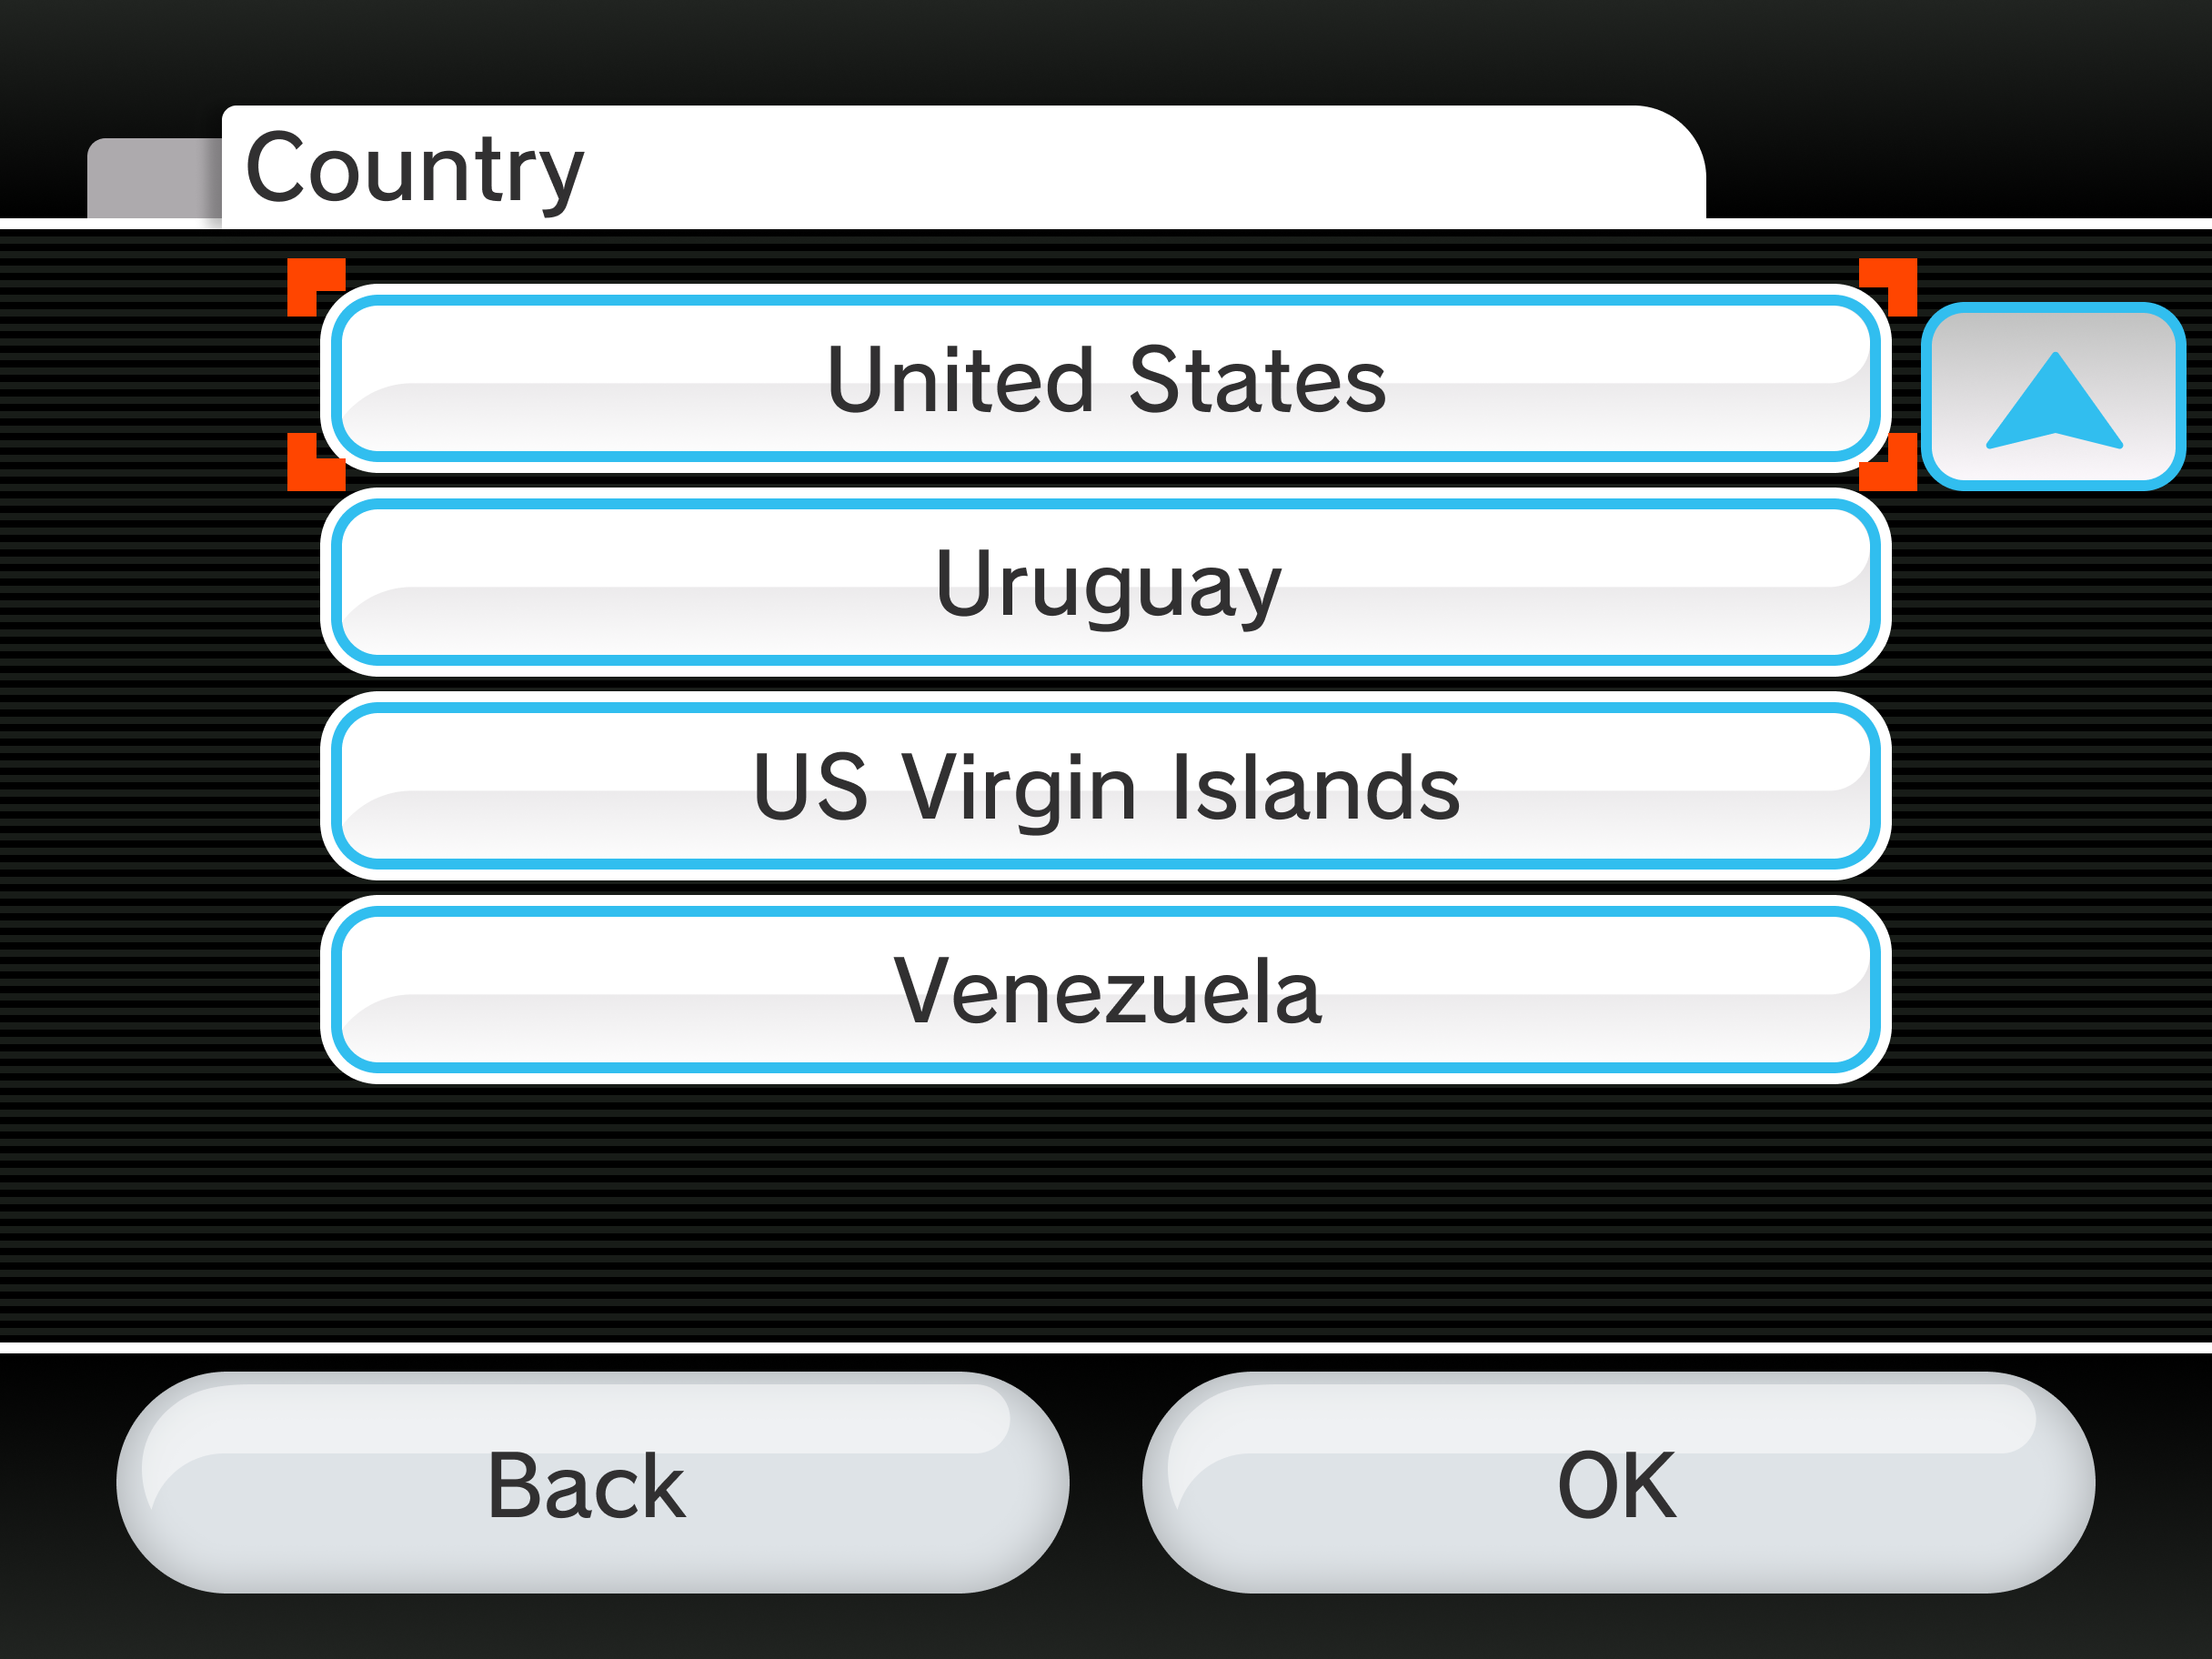 Country
United States
Uruguay
US Virgin Islands
Venezuela
Back
OK